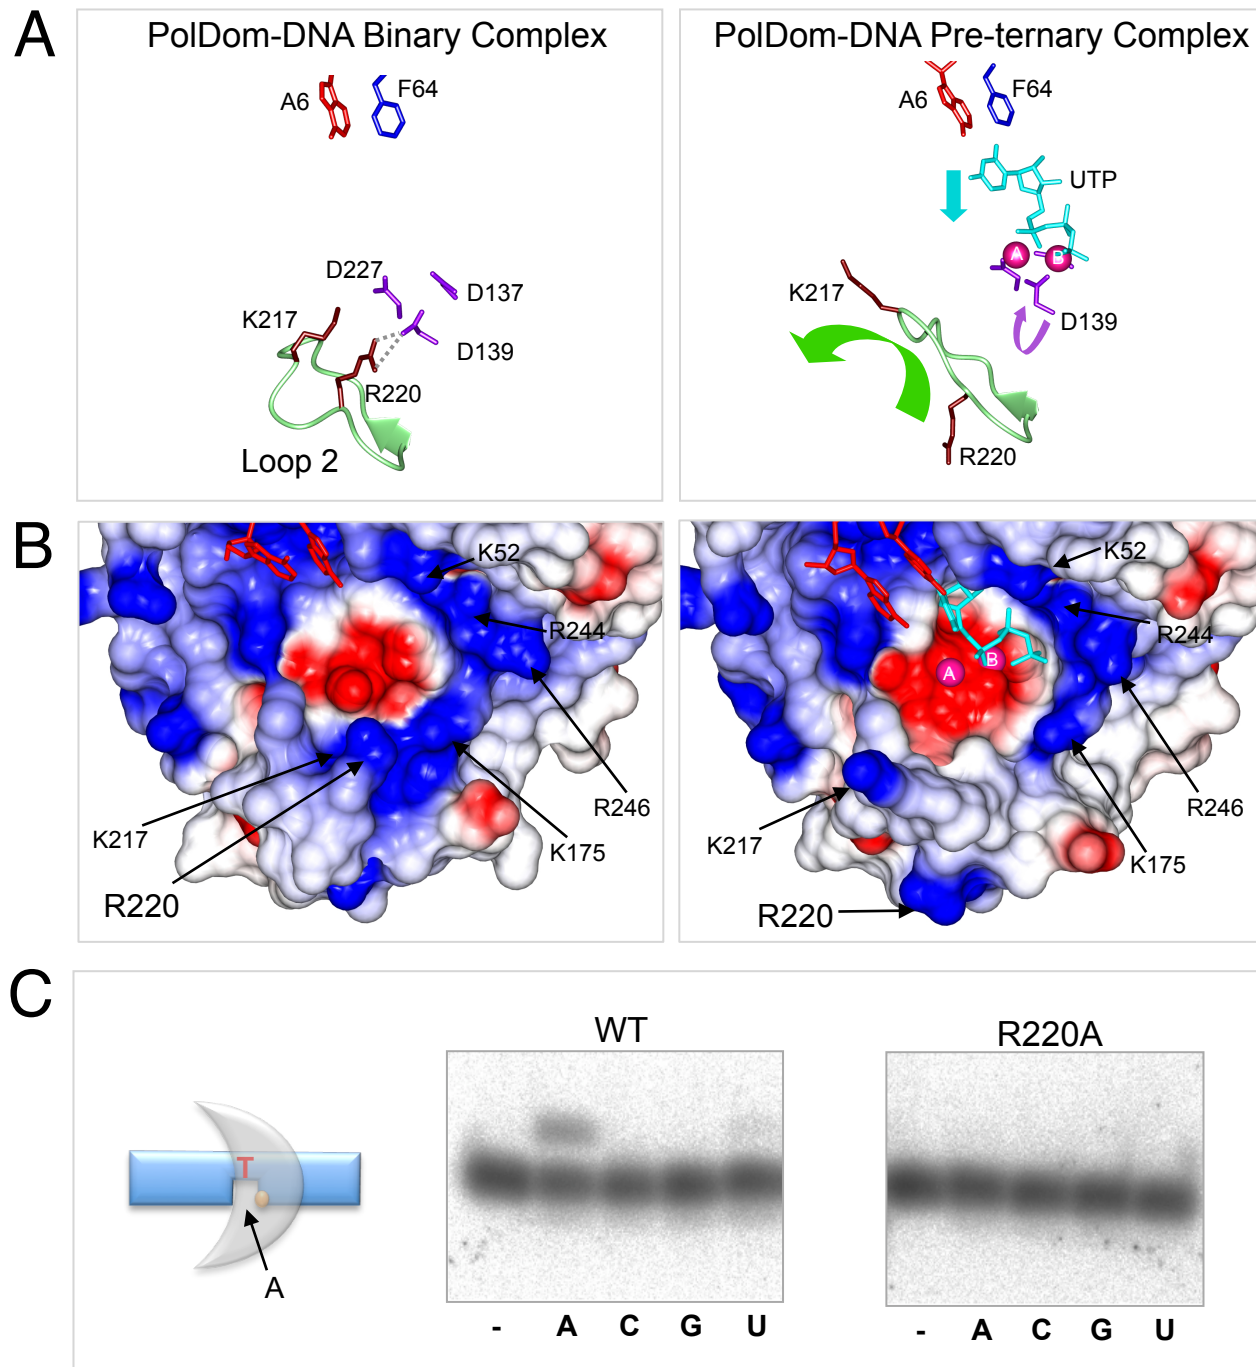 A
PolDom-DNA Binary Complex
A6
F64
D227
D137
K217
D139
R220
Loop 2
PolDom-DNA Pre-ternary Complex
A6
F64
UTP
A
B
K217
D139
R220
B
K52
R244
R246
K217
K175
R220
K52
R244
A
B
R246
K217
K175
R220
C
T
A
WT
- A C G U
R220A
- A C G U